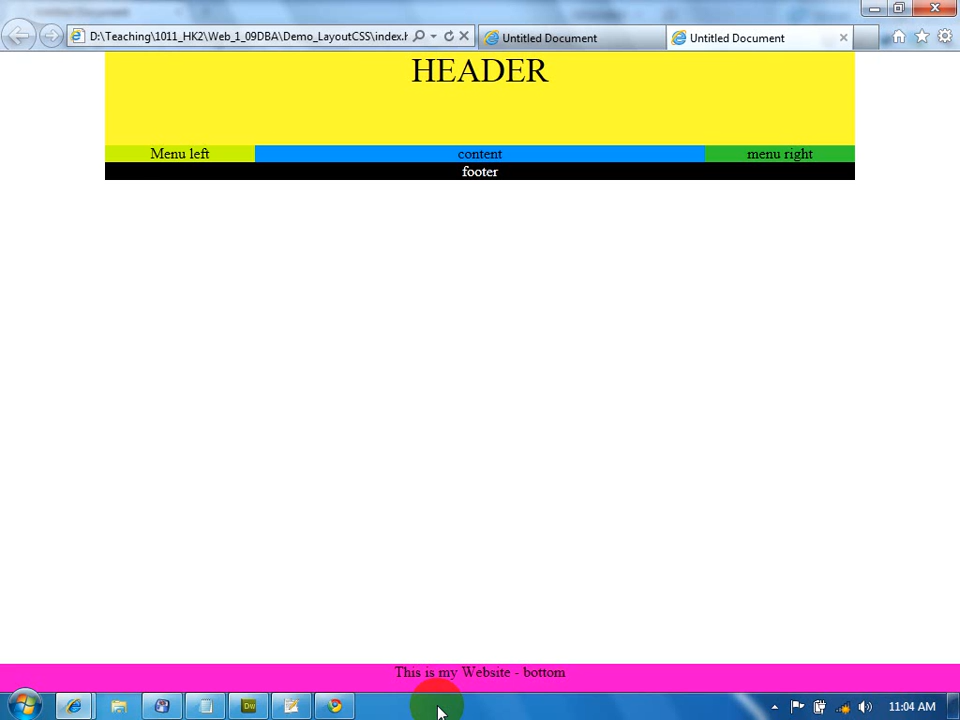 D:\Teaching\1011_HK2\Web_1_09DBA\Demo_LayoutCSS\index.h
Untitled Document
Untitled Document
HEADER
Menu left
content
menu right
footer
This is my Website - bottom
Dw
11:04 AM